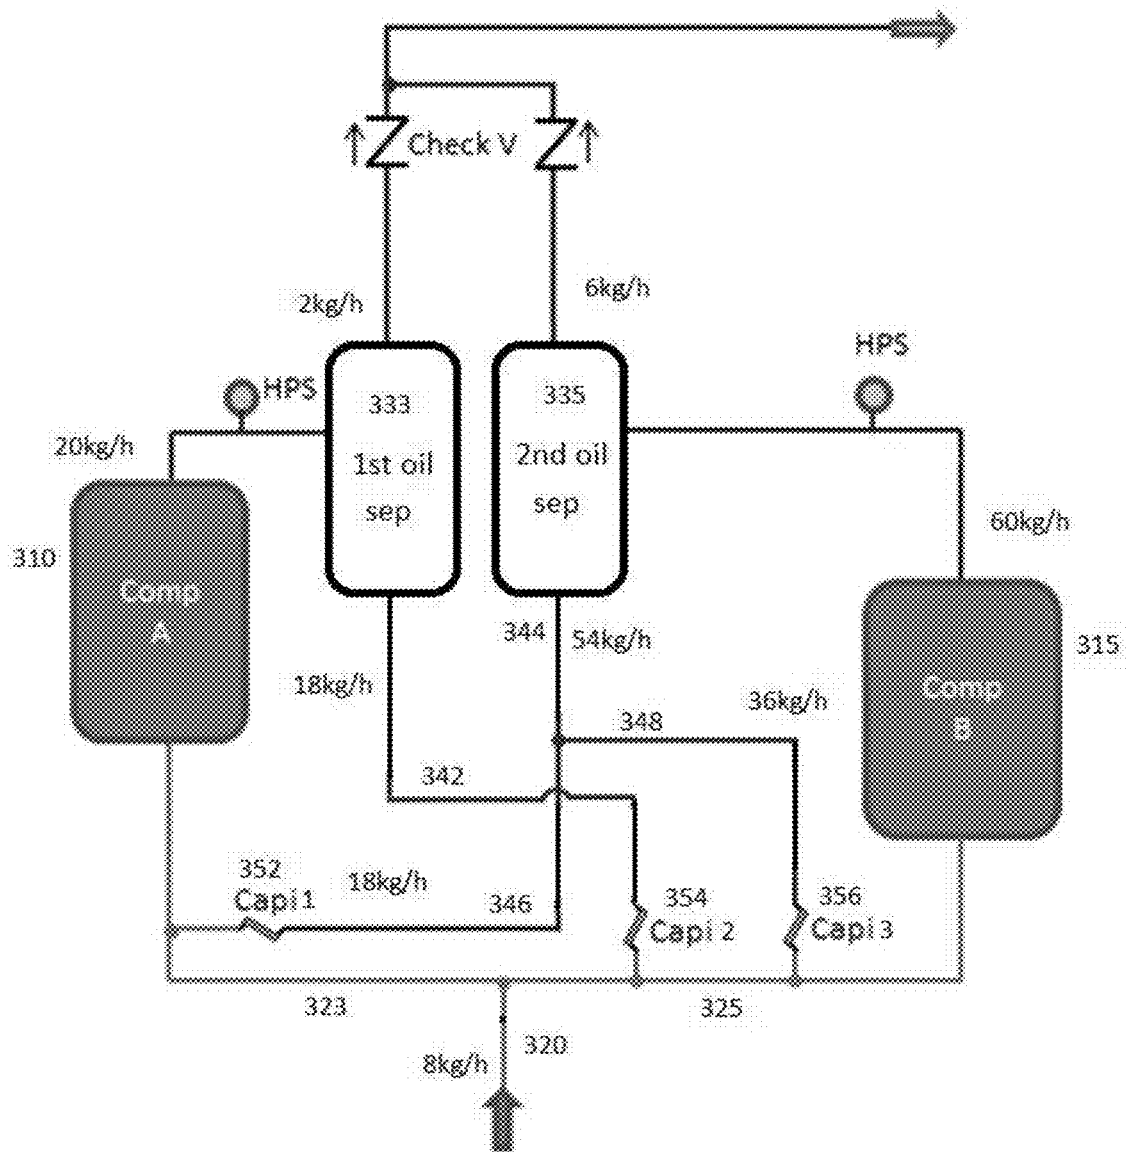 Check V
2kg/h
6kg/h
HPS
HPS
20kg/h
333
1st oil
sep
335
2nd oil
sep
60kg/h
310
Comp
A
344
54kg/h
315
18kg/h
36kg/h
Comp
B
348
342
352
Capi1
18kg/h
346
354
Capi 2
356
Capi 3
323
325
320
8kg/h